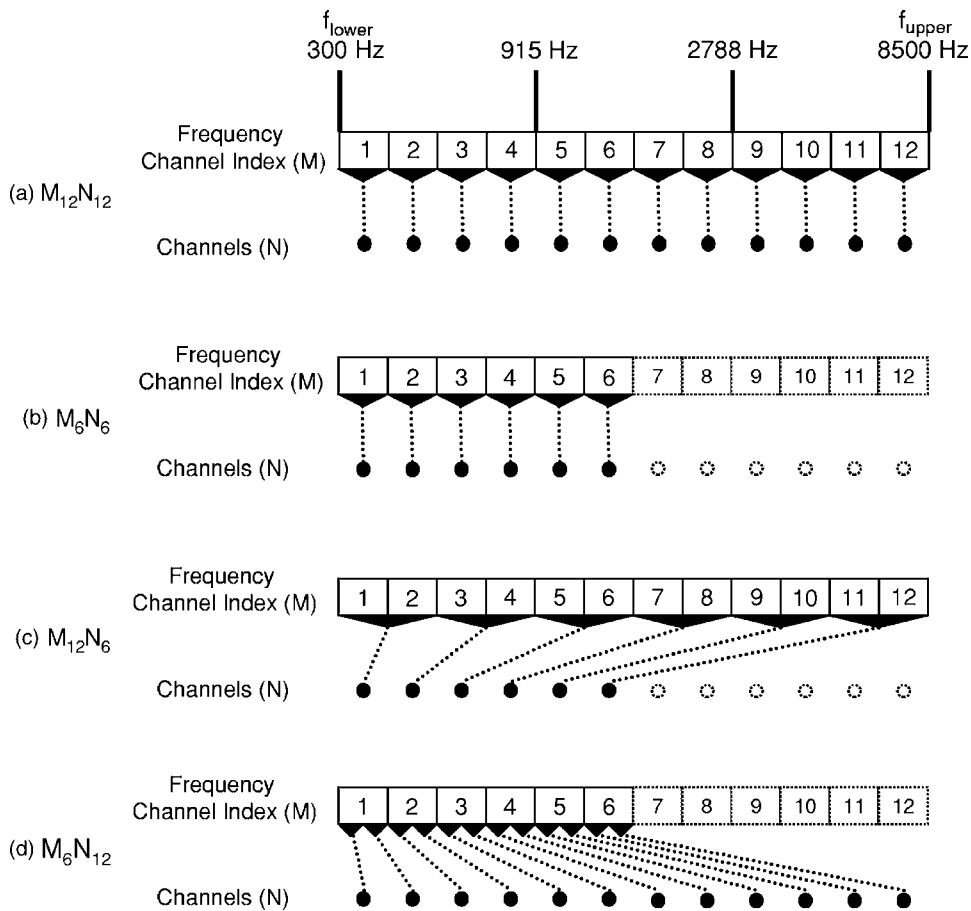 f_lower f_upper
300 Hz 915 Hz 2788 Hz 8500 Hz
Frequency
Channel Index (M) 1 2 3 4 5 6 7 8 9 10 11 12
(a) M₁₂N₁₂
Channels (N)
Frequency
Channel Index (M) 1 2 3 4 5 6 7 8 9 10 11 12
(b) M₆N₆
Channels (N)
Frequency
Channel Index (M) 1 2 3 4 5 6 7 8 9 10 11 12
(c) M₁₂N₆
Channels (N)
Frequency
Channel Index (M) 1 2 3 4 5 6 7 8 9 10 11 12
(d) M₆N₁₂
Channels (N)